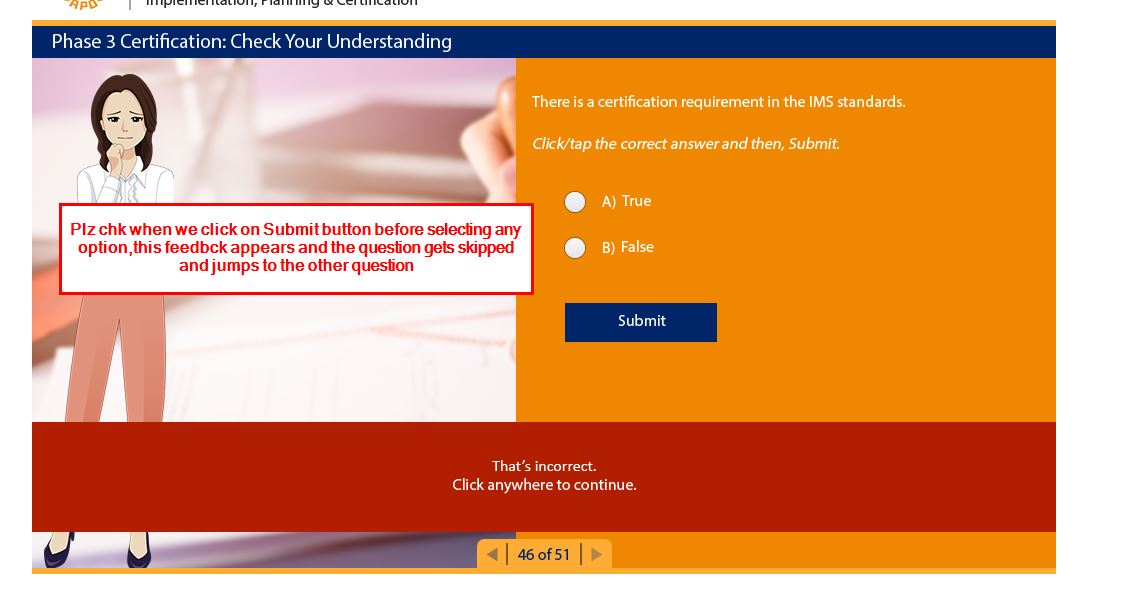 RPO
Implementation, Planning & Certification
Phase 3 Certification: Check Your Understanding
There is a certification requirement in the IMS standards.
Click/tap the correct answer and then, Submit.
A) True
B) False
Plz chk when we click on Submit button before selecting any
option,this feedbck appears and the question gets skipped
and jumps to the other question
Submit
That's incorrect.
Click anywhere to continue.
46 of 51